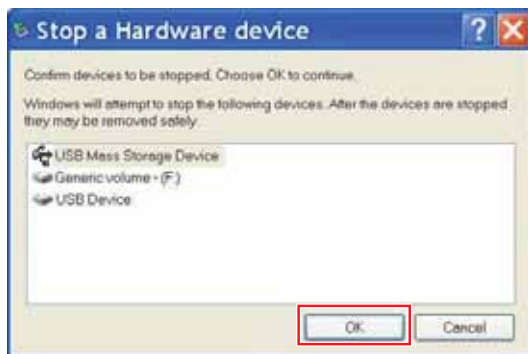 Stop a Hardware device
Confirm devices to be stopped. Choose OK to continue.
Windows will attempt to stop the following devices. After the devices are stopped
they may be removed safely.
USB Mass Storage Device
Generic volume - (F:)
USB Device
OK
Cancel